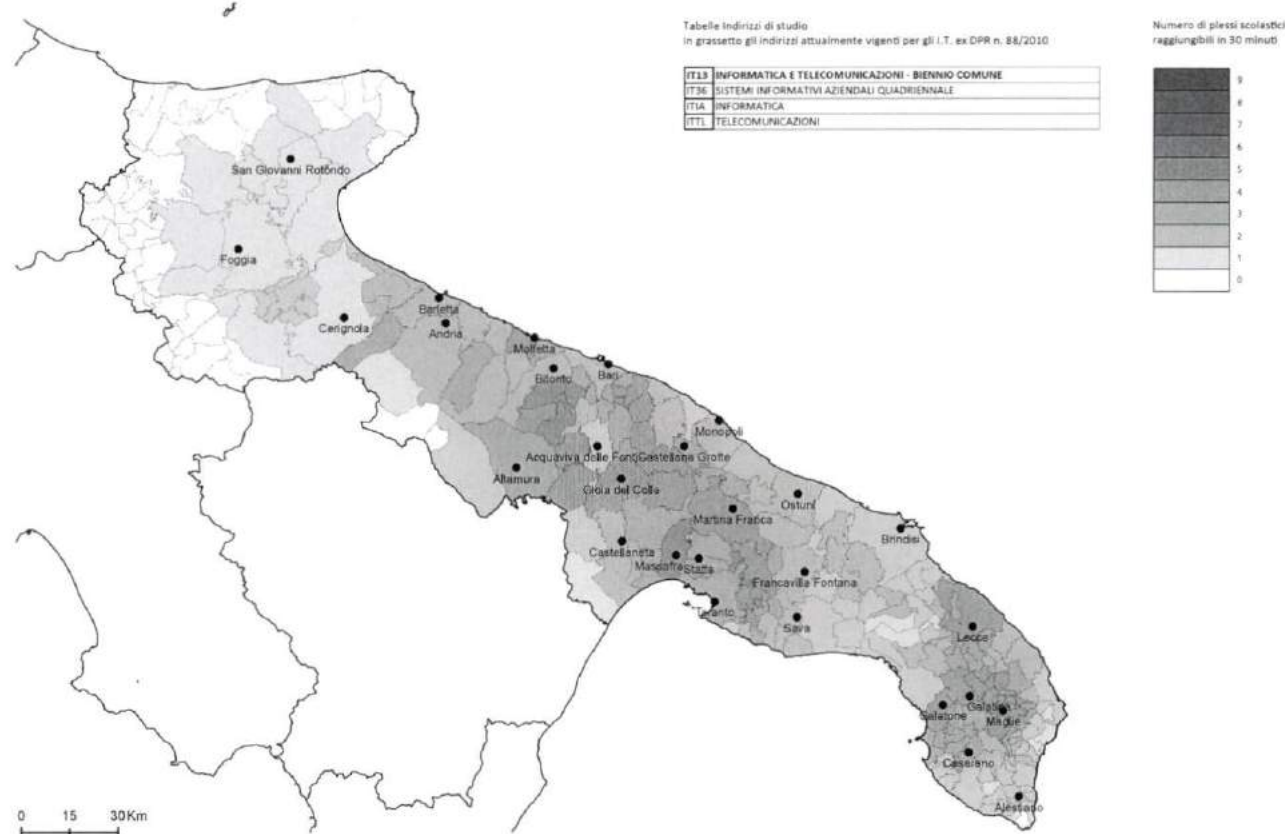 Tabelle Indirizzi di studio
in grassetto gli indirizzi attualmente vigenti per gli I.T. ex DPR n. 88/2010
IT13 INFORMATICA E TELECOMUNICAZIONI - BIENNIO COMUNE
IT36 SISTEMI INFORMATIVI AZIENDALI QUADRIENNALE
ITIA INFORMATICA
ITTL TELECOMUNICAZIONI
Numero di plessi scolastici
raggiungibili in 30 minuti
9
8
7
6
5
4
3
2
1
0
San Giovanni Rotondo
Foggia
Cerignola
Barletta
Andria
Molfetta
Bitonto
Bari
Monopoli
Acquaviva delle Fonti
Castellana Grotte
Altamura
Gioia del Colle
Ostuni
Martina Franca
Brindisi
Castellaneta
Massafra
Statte
Francavilla Fontana
Taranto
Sava
Lecce
Galatina
Galatone
Maglie
Casarano
Alessano
0 15 30 Km